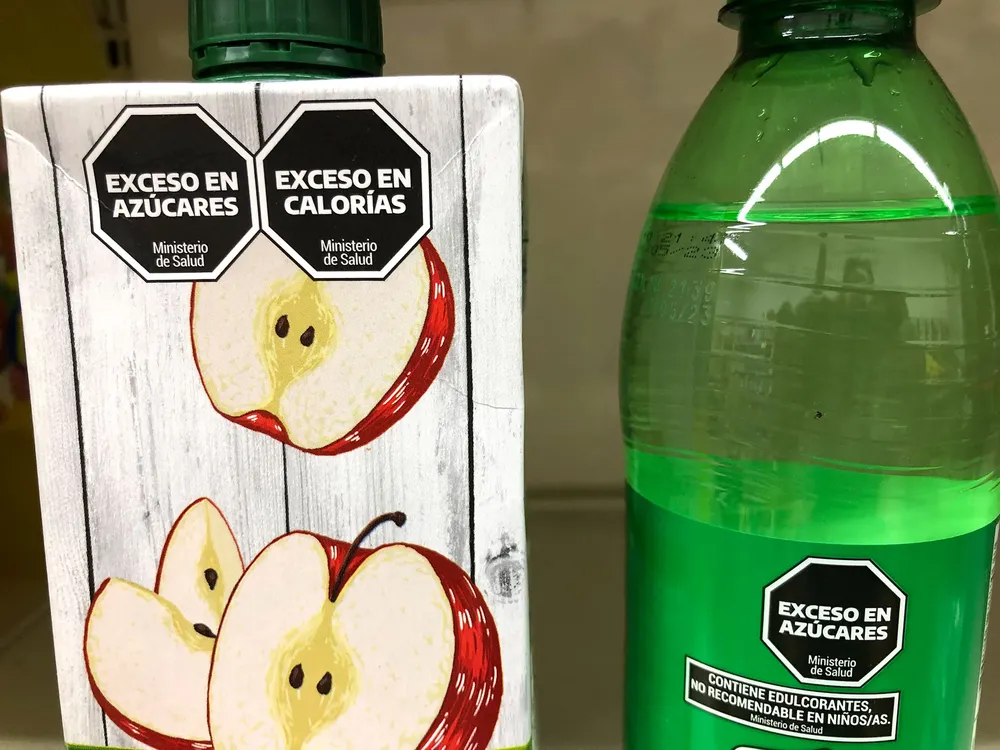 EXCESO EN
AZÚCARES
Ministerio
de Salud
EXCESO EN
CALORÍAS
Ministerio
de Salud
EXCESO EN
AZÚCARES
Ministerio
de Salud
CONTIENE EDULCORANTES,
NO RECOMENDABLE EN NIÑOS/AS.
Ministerio de Salud